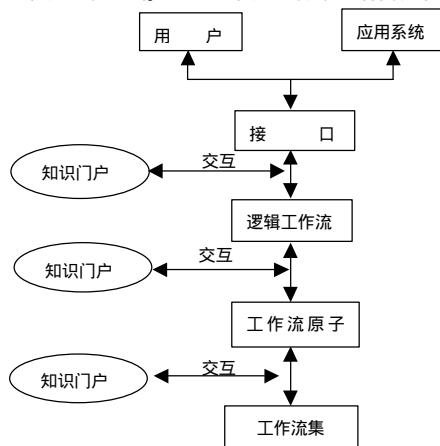 用 户
应用系统
接 口
交互
知识门户
逻辑工作流
交互
知识门户
工作流原子
交互
知识门户
工作流集